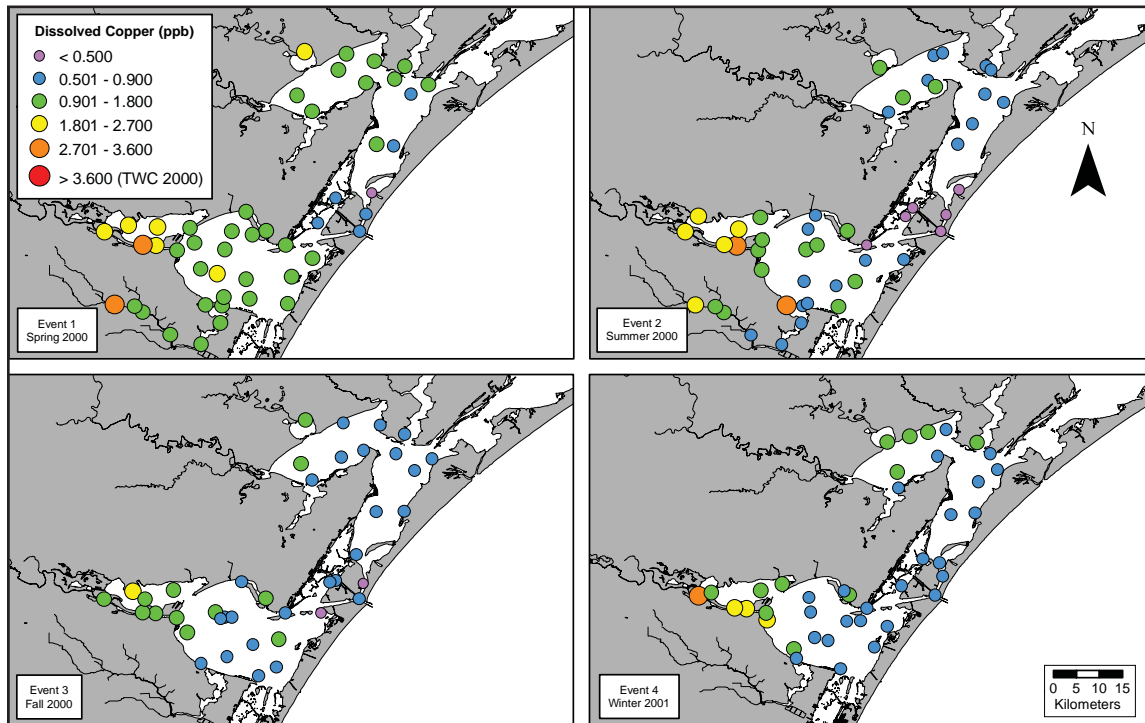 Dissolved Copper (ppb)
< 0.500
0.501 - 0.900
0.901 - 1.800
1.801 - 2.700
2.701 - 3.600
> 3.600 (TWC 2000)
Event 1
Spring 2000
N
Event 2
Summer 2000
Event 3
Fall 2000
Event 4
Winter 2001
0 5 10 15
Kilometers